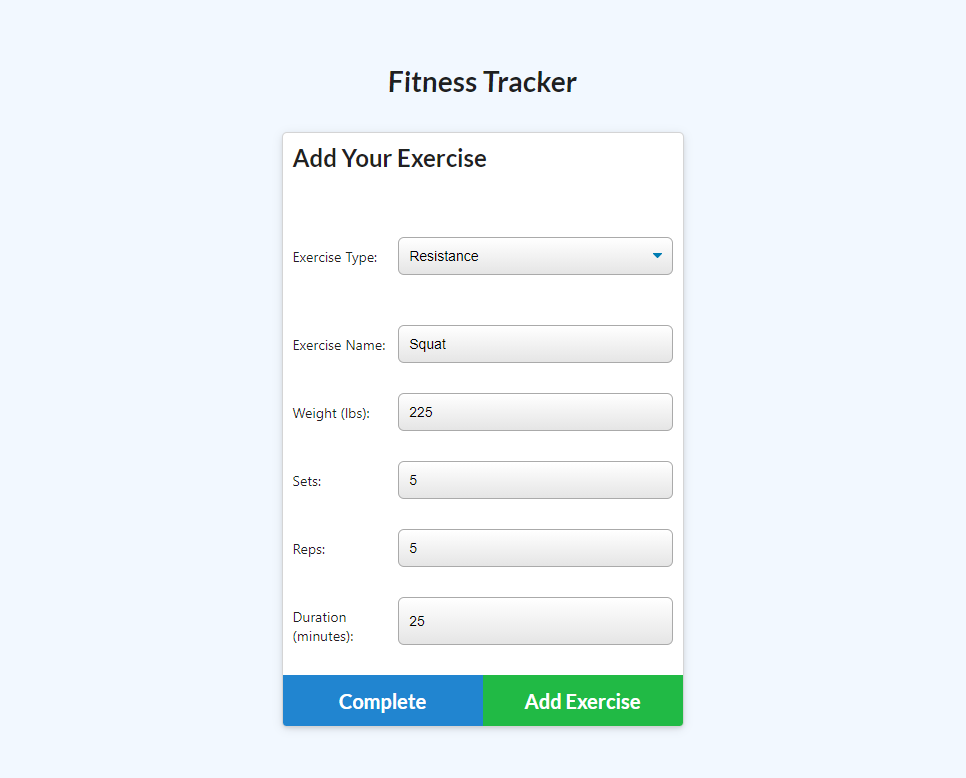 Fitness Tracker
Add Your Exercise
Exercise Type: Resistance
Exercise Name: Squat
Weight (lbs): 225
Sets: 5
Reps: 5
Duration
(minutes): 25
Complete Add Exercise